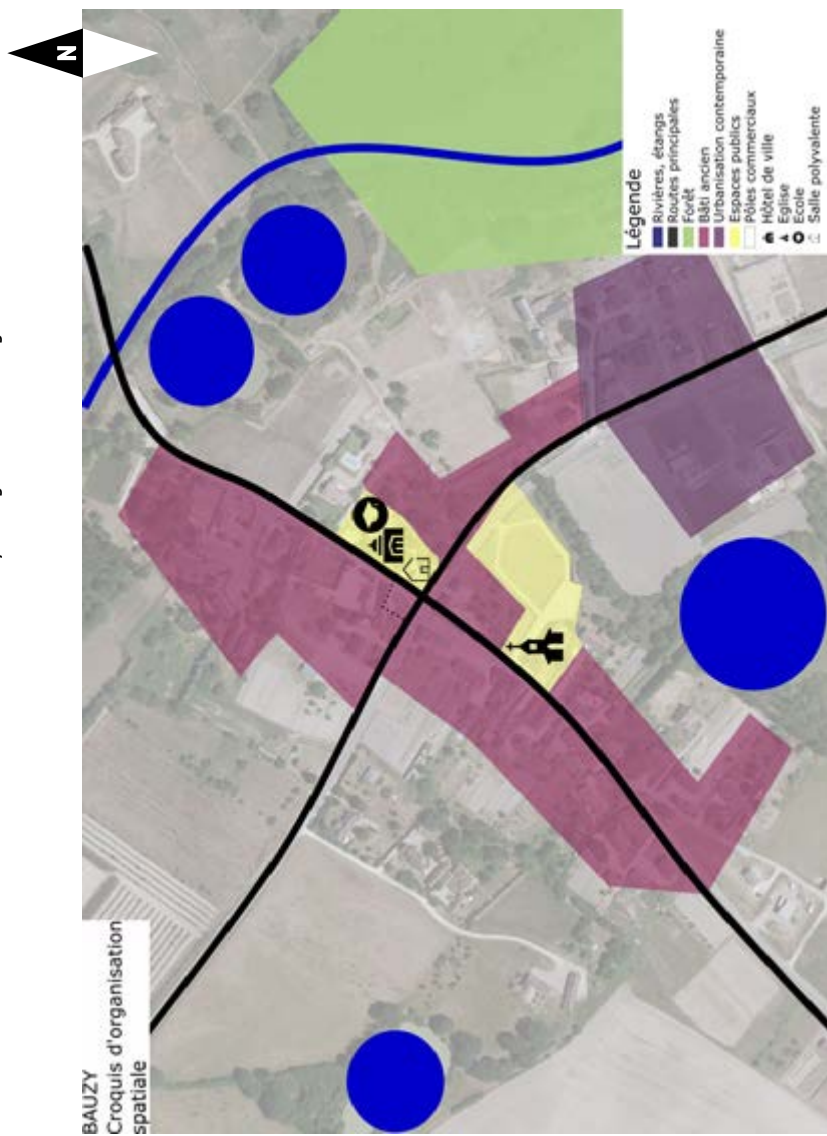 N
BAUZY
Croquis d'organisation
spatiale
Légende
Rivières, étangs
Routes principales
Forêt
Bâti ancien
Urbanisation contemporaine
Espaces publics
Pôles commerciaux
Hôtel de ville
Eglise
Ecole
Salle polyvalente